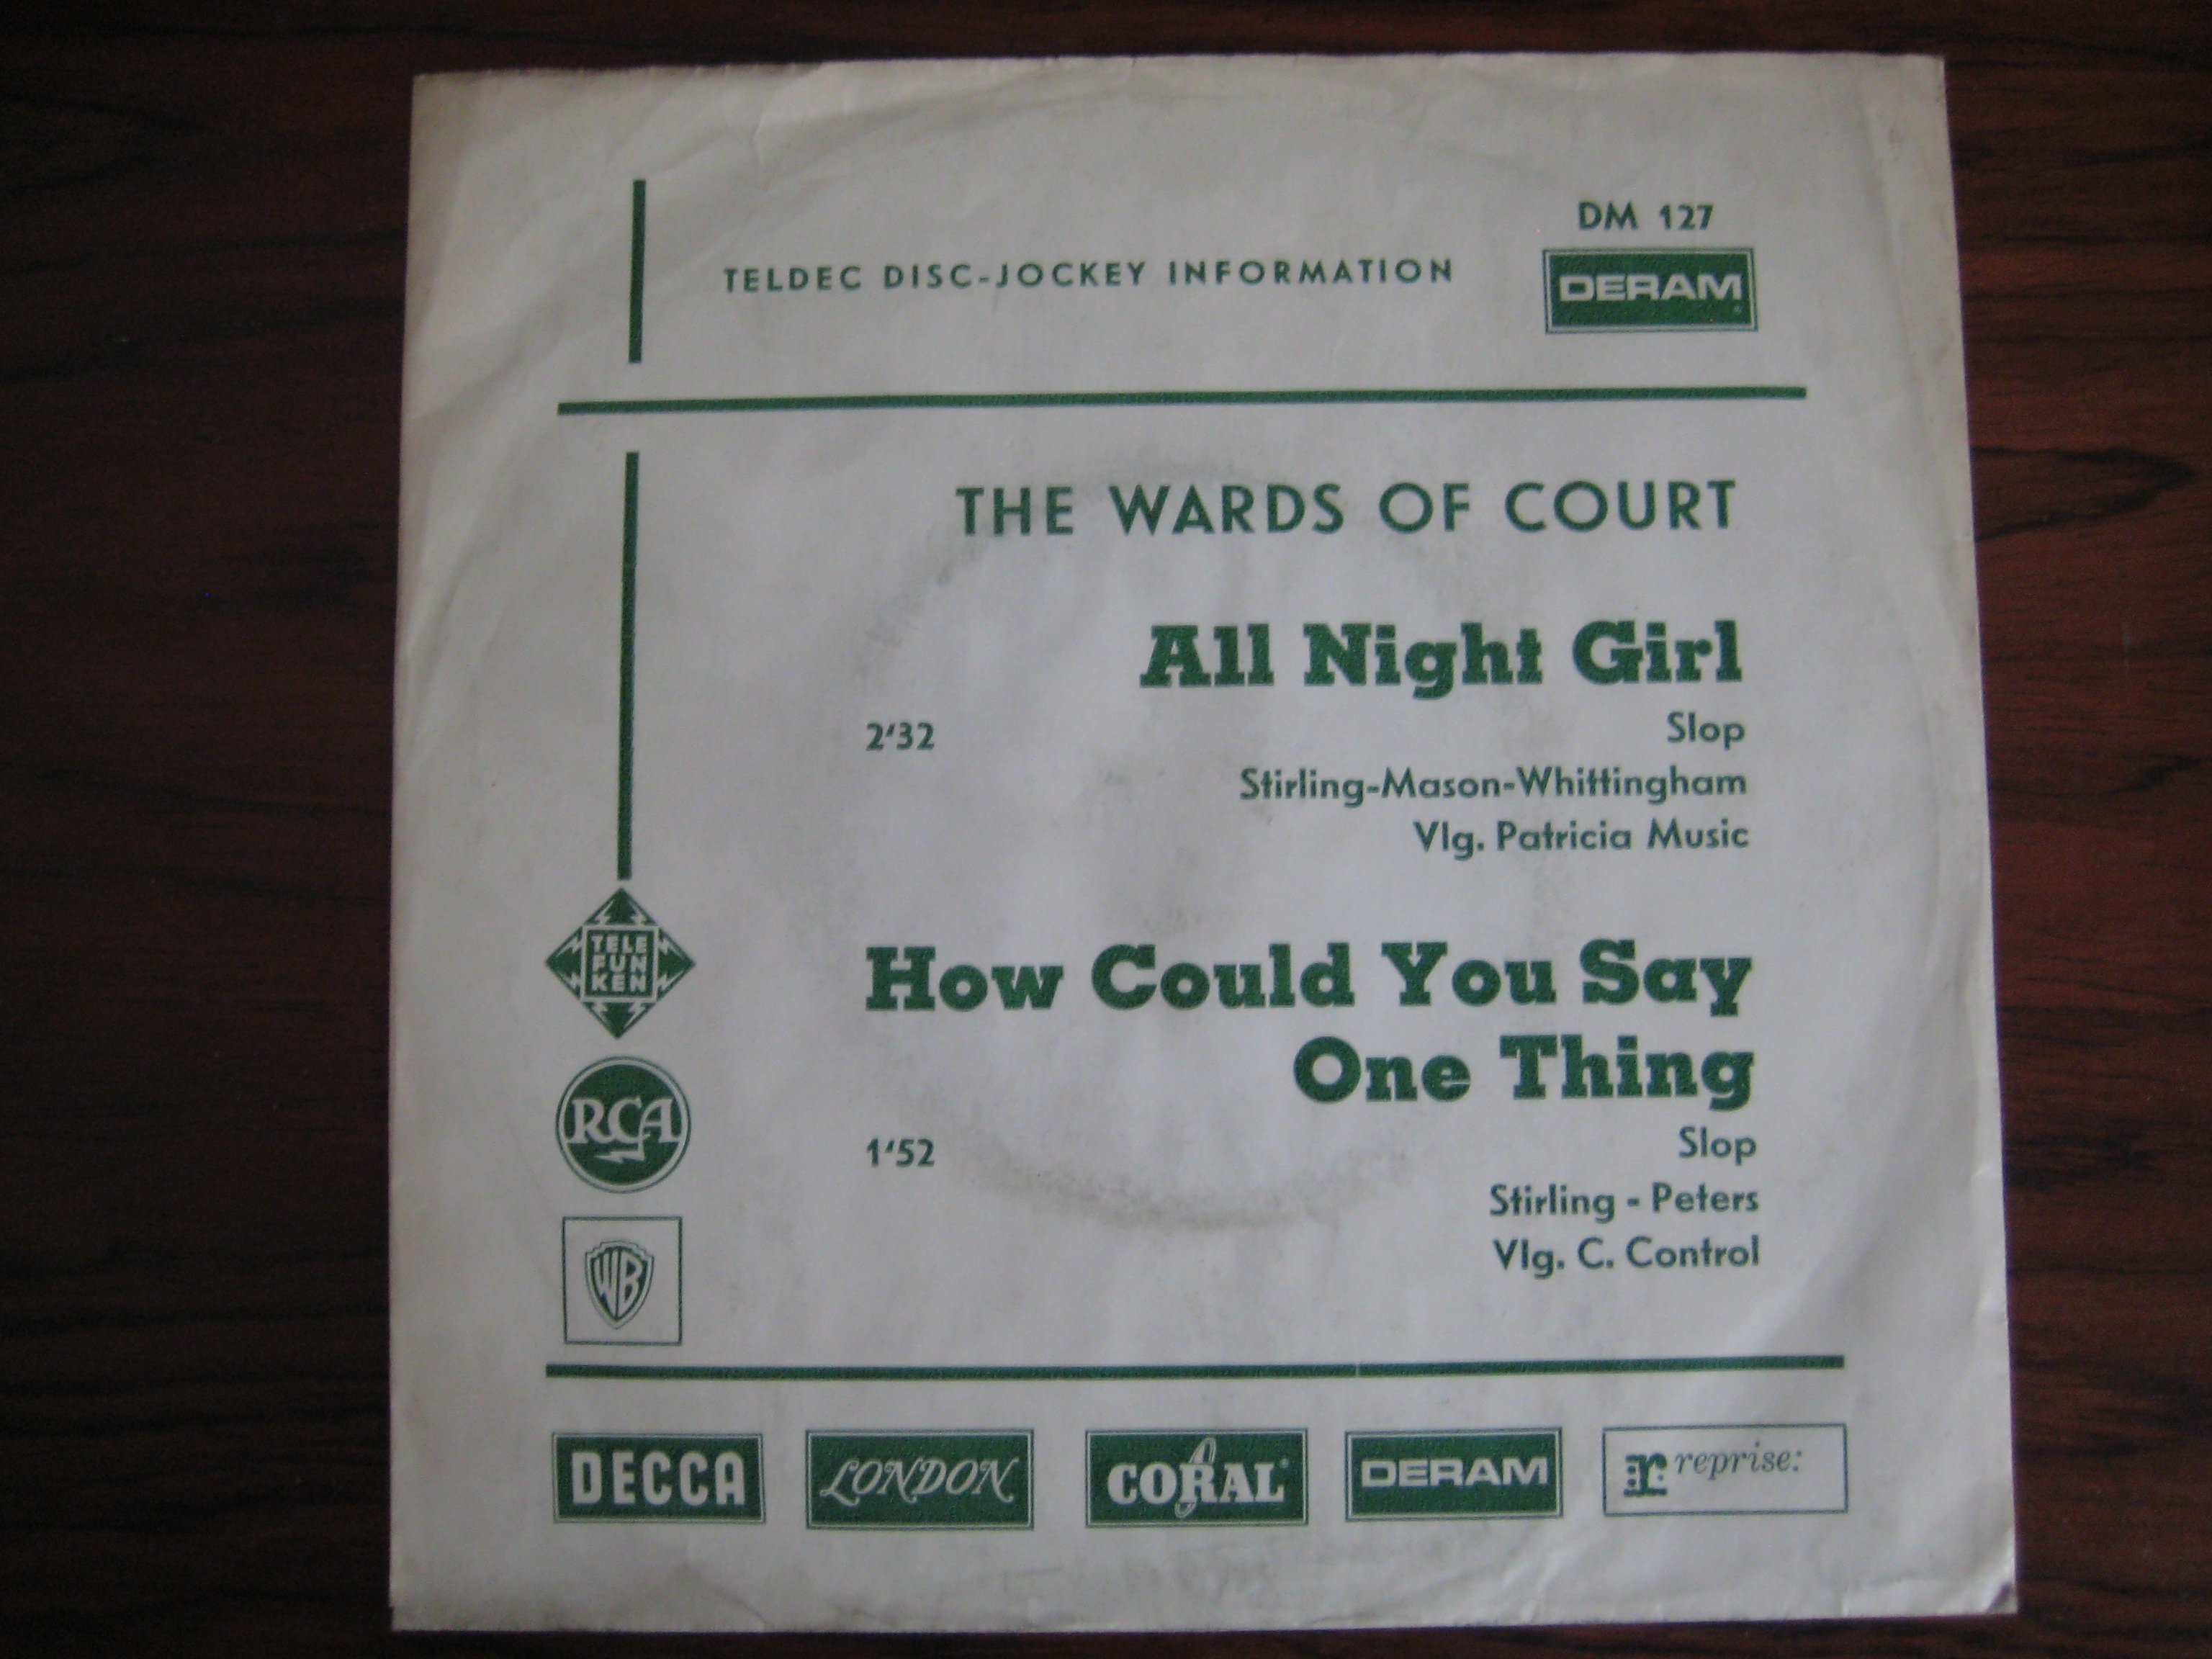 DM 127
TELDEC DISC-JOCKEY INFORMATION
DERAM
THE WARDS OF COURT
All Night Girl
2‘32 Slop
Stirling-Mason-Whittingham
Vlg. Patricia Music
TELE
FUN
KEN
How Could You Say
One Thing
RCA
1‘52 Slop
Stirling - Peters
Vlg. C. Control
WB
DECCA LONDON CORAL DERAM r reprise: